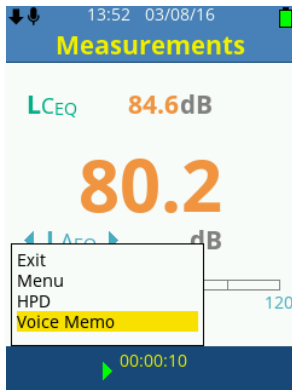 13:52 03/08/16
Measurements
LCEQ 84.6dB
80.2
LAEQ dB
Exit
Menu
HPD
Voice Memo
120
00:00:10